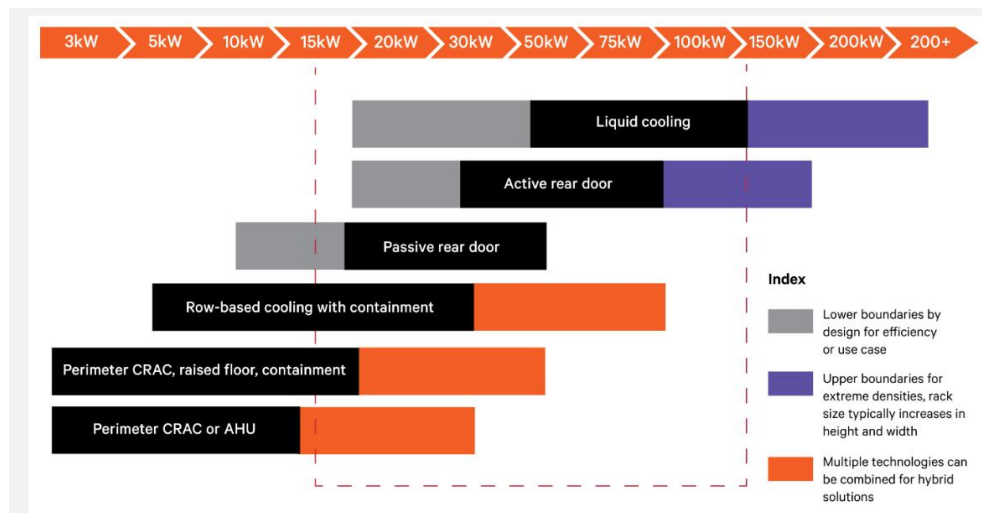 3kW 5kW 10kW 15kW 20kW 30kW 50kW 75kW 100kW 150kW 200kW 200+
Liquid cooling
Active rear door
Passive rear door
Row-based cooling with containment
Perimeter CRAC, raised floor, containment
Perimeter CRAC or AHU
Index
Lower boundaries by
design for efficiency
or use case
Upper boundaries for
extreme densities, rack
size typically increases in
height and width
Multiple technologies can
be combined for hybrid
solutions